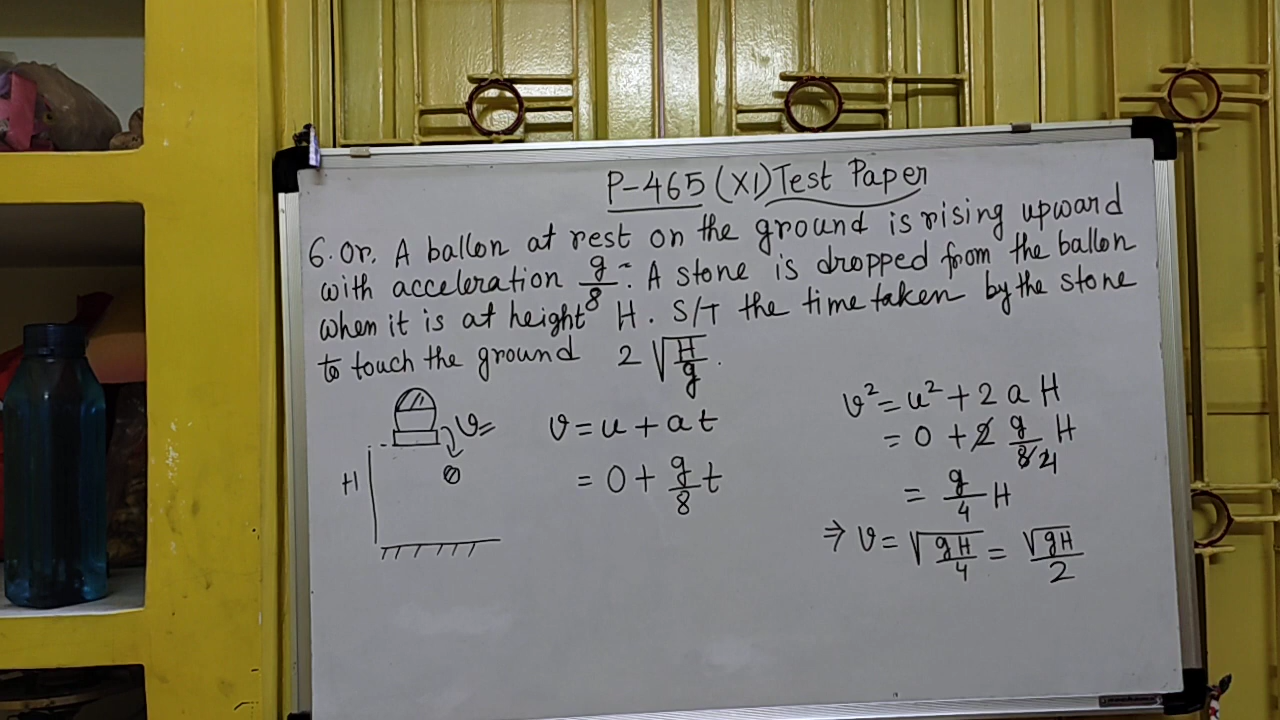 P-465 (XI) Test Paper
6. Or. A ballon at rest on the ground is rising upward
with acceleration g/8. A stone is dropped from the ballon
when it is at height H. S/T the time taken by the stone
to touch the ground 2√(H/g).
v
H
v = u + at
= 0 + g/8 t
v² = u² + 2 a H
= 0 + 2 g/8 4 H
= g/4 H
⇒ v = √(gH/4) = √gH/2